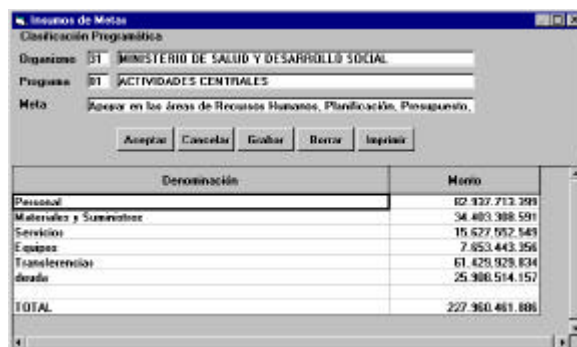 Insumos de Metas
Clasificación Programática
Organismo 31 MINISTERIO DE SALUD Y DESARROLLO SOCIAL
Programa 01 ACTIVIDADES CENTRALES
Meta Apoyar en las áreas de Recursos Humanos, Planificación, Presupuesto,
Aceptar Cancelar Grabar Borrar Imprimir
Denominación Monto
Personal 82.937.713.399
Materiales y Suministros 34.403.308.591
Servicios 15.627.552.549
Equipos 7.653.443.356
Transferencias 61.429.929.834
deuda 25.908.514.157
TOTAL 227.960.461.886